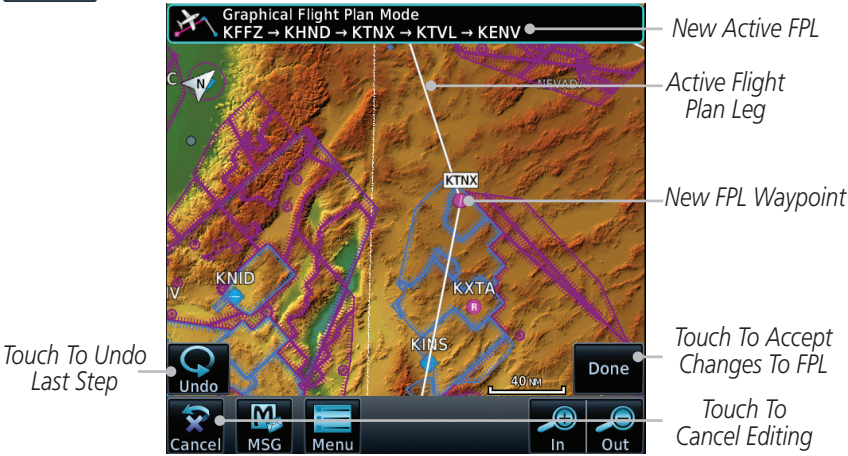 Graphical Flight Plan Mode
KFFZ → KHND → KTNX → KTVL → KENV
New Active FPL
C
N
NEVADA
Active Flight
Plan Leg
KTNX
New FPL Waypoint
KNID
V
KXTA
R
KINS
Touch To Undo
Last Step
Undo
40 NM
Done
Touch To Accept
Changes To FPL
Cancel
MSG
Menu
In
Out
Touch To
Cancel Editing